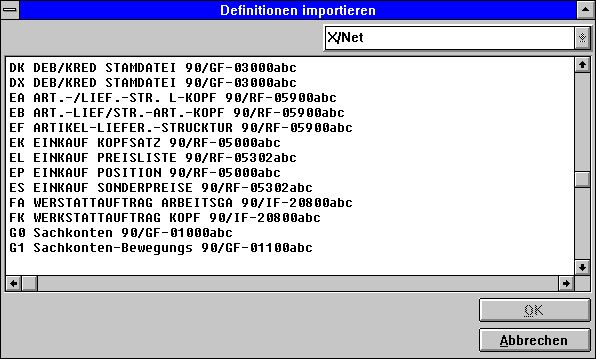 Definitionen importieren
X/Net
DK DEB/KRED STAMDATEI 90/GF-03000abc
DX DEB/KRED STAMDATEI 90/GF-03000abc
EA ART.-/LIEF.-STR. L-KOPF 90/RF-05900abc
EB ART.-LIEF/STR.-ART.-KOPF 90/RF-05900abc
EF ARTIKEL-LIEFER.-STRUCKTUR 90/RF-05900abc
EK EINKAUF KOPFSATZ 90/RF-05000abc
EL EINKAUF PREISLISTE 90/RF-05302abc
EP EINKAUF POSITION 90/RF-05000abc
ES EINKAUF SONDERPREISE 90/RF-05302abc
FA WERSTATTAUFTRAG ARBEITSGA 90/IF-20800abc
FK WERKSTATTAUFTRAG KOPF 90/IF-20800abc
G0 Sachkonten 90/GF-01000abc
G1 Sachkonten-Bewegungs 90/GF-01100abc
OK
Abbrechen